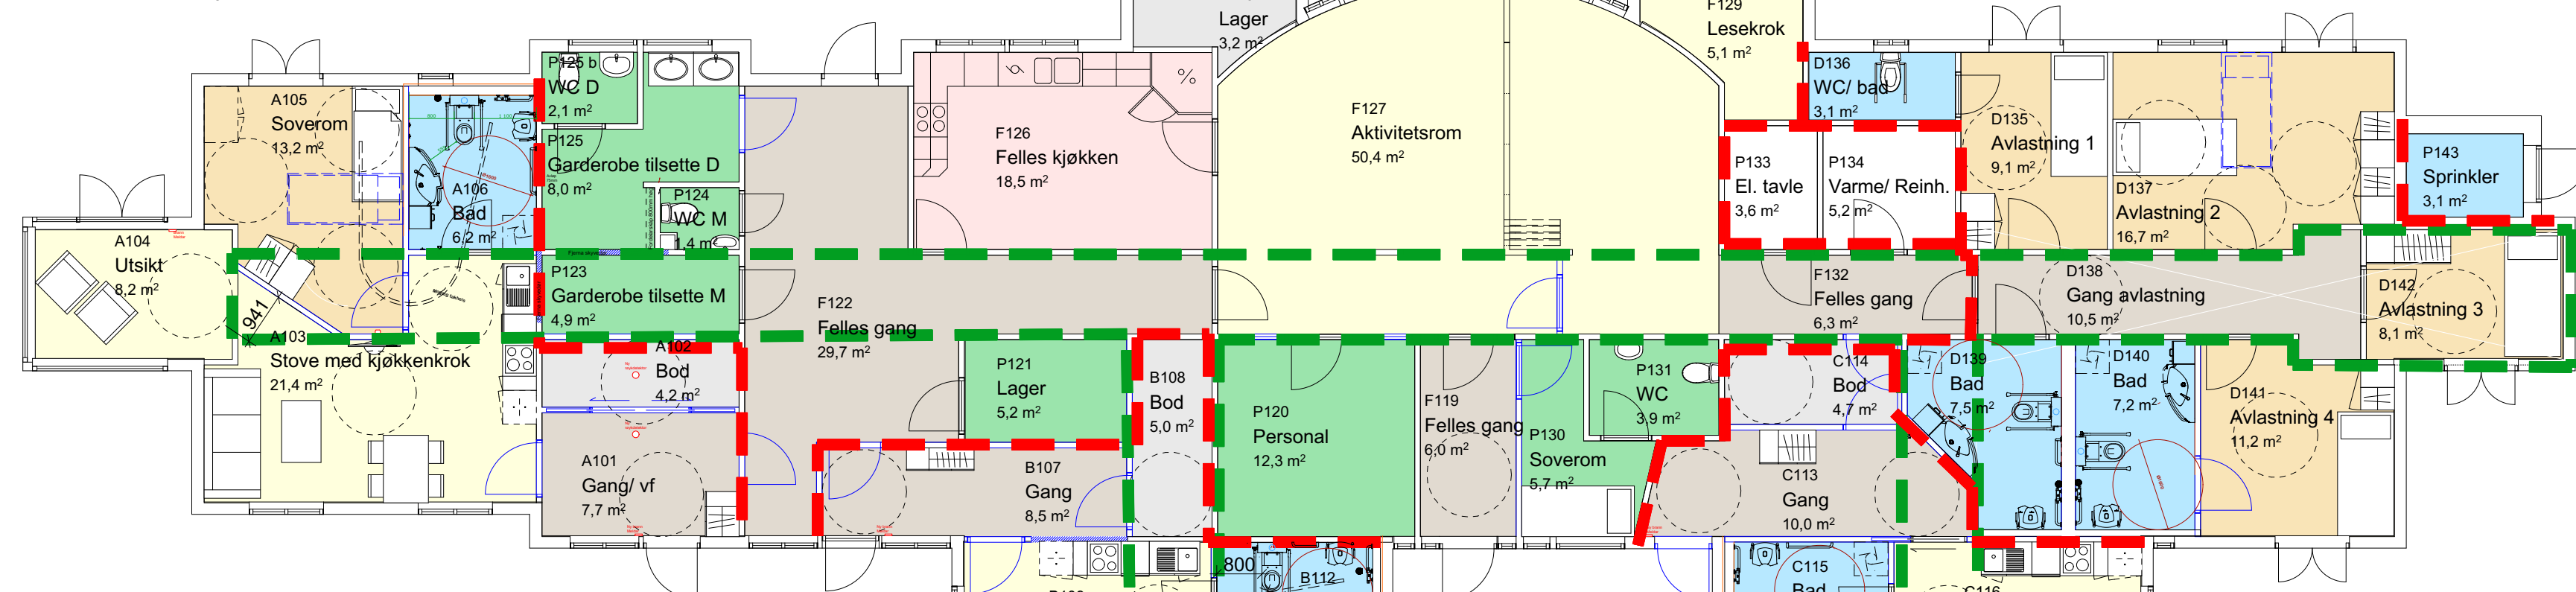 Lager
3,2 m²
F129
Lesekrok
5,1 m²
A105
Soverom
13,2 m²
A106
Bad
6,2 m²
P125 b
WC D
2,1 m²
P125
Garderobe tilsette D
8,0 m²
P124
WC M
1,4 m²
F126
Felles kjøkken
18,5 m²
%
F127
Aktivitetsrom
50,4 m²
D136
WC/ bad
3,1 m²
P133
El. tavle
3,6 m²
P134
Varme/ Reinh.
5,2 m²
D135
Avlastning 1
9,1 m²
D137
Avlastning 2
16,7 m²
P143
Sprinkler
3,1 m²
A104
Utsikt
8,2 m²
941
A103
Stove med kjøkkenkrok
21,4 m²
P123
Garderobe tilsette M
4,9 m²
F122
Felles gang
29,7 m²
F132
Felles gang
6,3 m²
D138
Gang avlastning
10,5 m²
D142
Avlastning 3
8,1 m²
A102
Bod
4,2 m²
A101
Gang/ vf
7,7 m²
P121
Lager
5,2 m²
B108
Bod
5,0 m²
B107
Gang
8,5 m²
P120
Personal
12,3 m²
F119
Felles gang
6,0 m²
P130
Soverom
5,7 m²
P131
WC
3,9 m²
C114
Bod
4,7 m²
C113
Gang
10,0 m²
D139
Bad
7,5 m²
D140
Bad
7,2 m²
D141
Avlastning 4
11,2 m²
800
B112
C115
Bad
C116